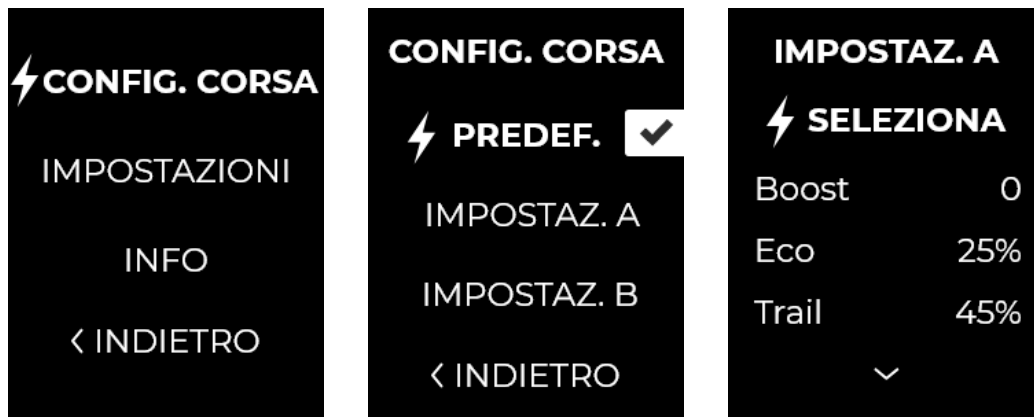 CONFIG. CORSA
IMPOSTAZIONI
INFO
< INDIETRO
CONFIG. CORSA
PREDEF.
IMPOSTAZ. A
IMPOSTAZ. B
< INDIETRO
IMPOSTAZ. A
SELEZIONA
Boost 0
Eco 25%
Trail 45%